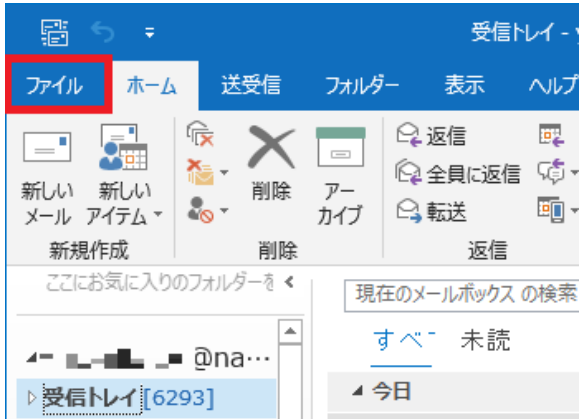 受信トレイ -
ファイル ホーム 送受信 フォルダー 表示 ヘルプ
新しい
メール
新しい
アイテム
削除
アー
カイブ
返信
全員に返信
転送
新規作成 削除 返信
ここにお気に入りのフォルダーを
現在のメールボックス の検索
すべ 未読
@na…
今日
受信トレイ [6293]